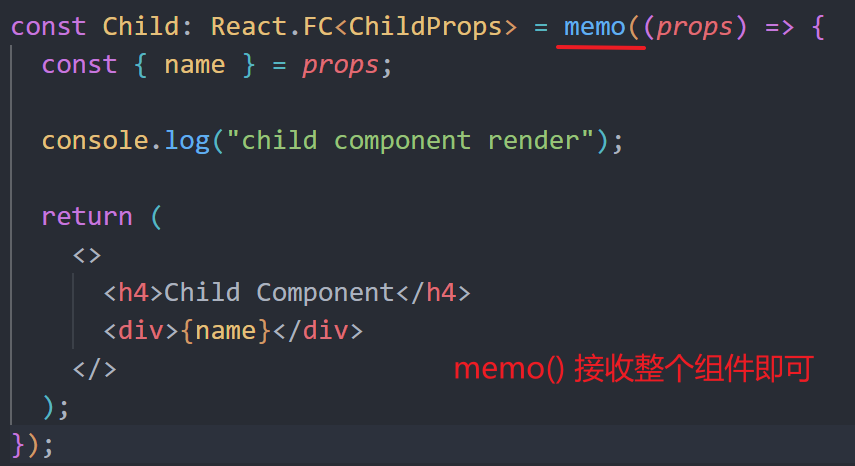 const Child: React.FC<ChildProps> = memo((props) => {
const { name } = props;
console.log("child component render");
return (
<>
<h4>Child Component</h4>
<div>{name}</div>
</>
memo() 接收整个组件即可
);
});